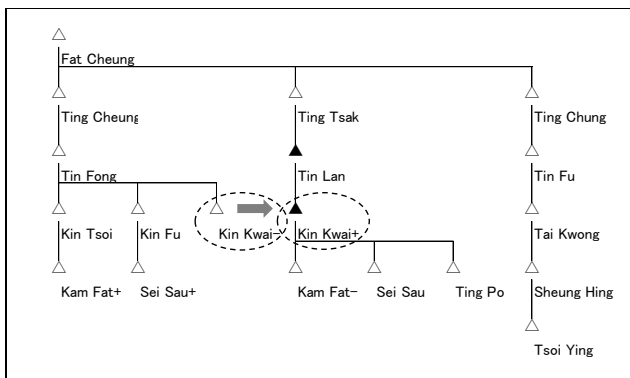 Fat Cheung
Ting Cheung Ting Tsak Ting Chung
Tin Fong Tin Lan Tin Fu
Kin Tsoi Kin Fu Kin Kwai− Kin Kwai+ Tai Kwong
Kam Fat+ Sei Sau+ Kam Fat− Sei Sau Ting Po Sheung Hing
Tsoi Ying